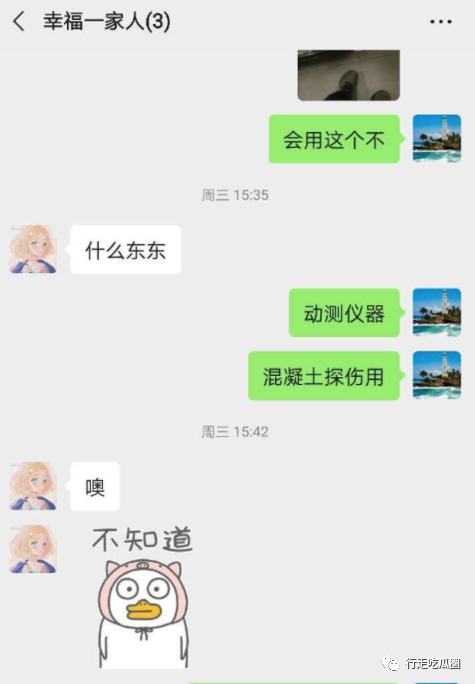 幸福一家人(3)
会用这个不
周三 15:35
什么东东
动测仪器
混凝土探伤用
周三 15:42
噢
不知道
行走吃瓜圈